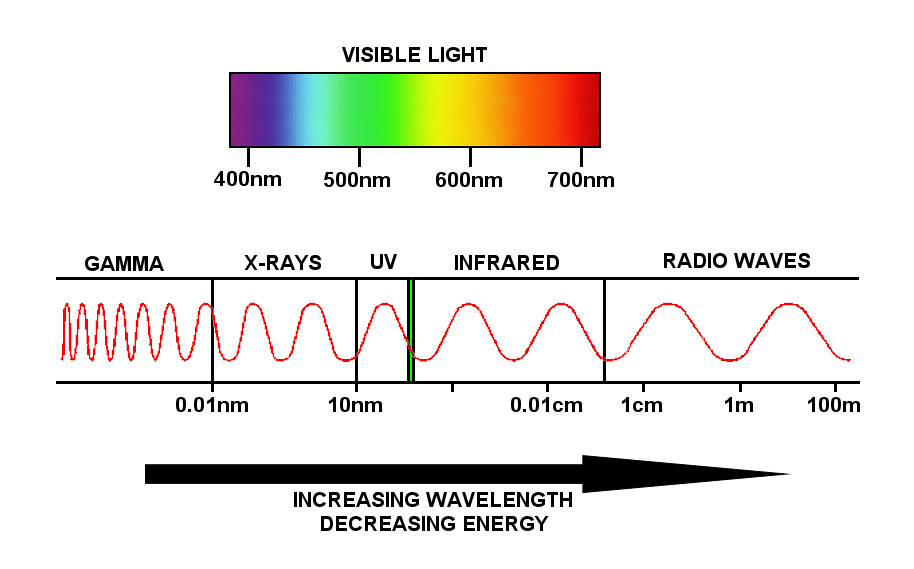 VISIBLE LIGHT
400nm 500nm 600nm 700nm
GAMMA X-RAYS UV INFRARED RADIO WAVES
0.01nm 10nm 0.01cm 1cm 1m 100m
INCREASING WAVELENGTH
DECREASING ENERGY